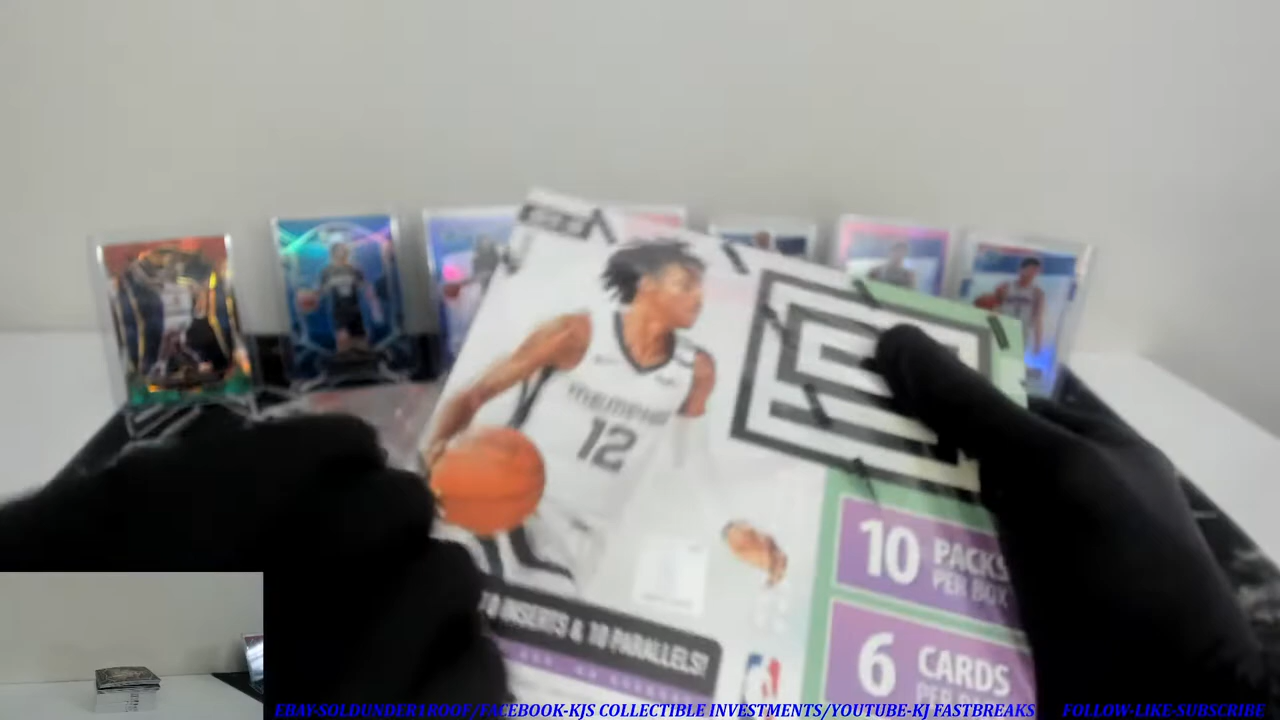 memphis
12
10 PACKS
PER BOX
10 INSERTS & 10 PARALLELS!
6 CARDS
EBAY-SOLDUNDER1ROOF/FACEBOOK-KJS COLLECTIBLE INVESTMENTS/YOUTUBE-KJ FASTBREAKS FOLLOW-LIKE-SUBSCRIBE